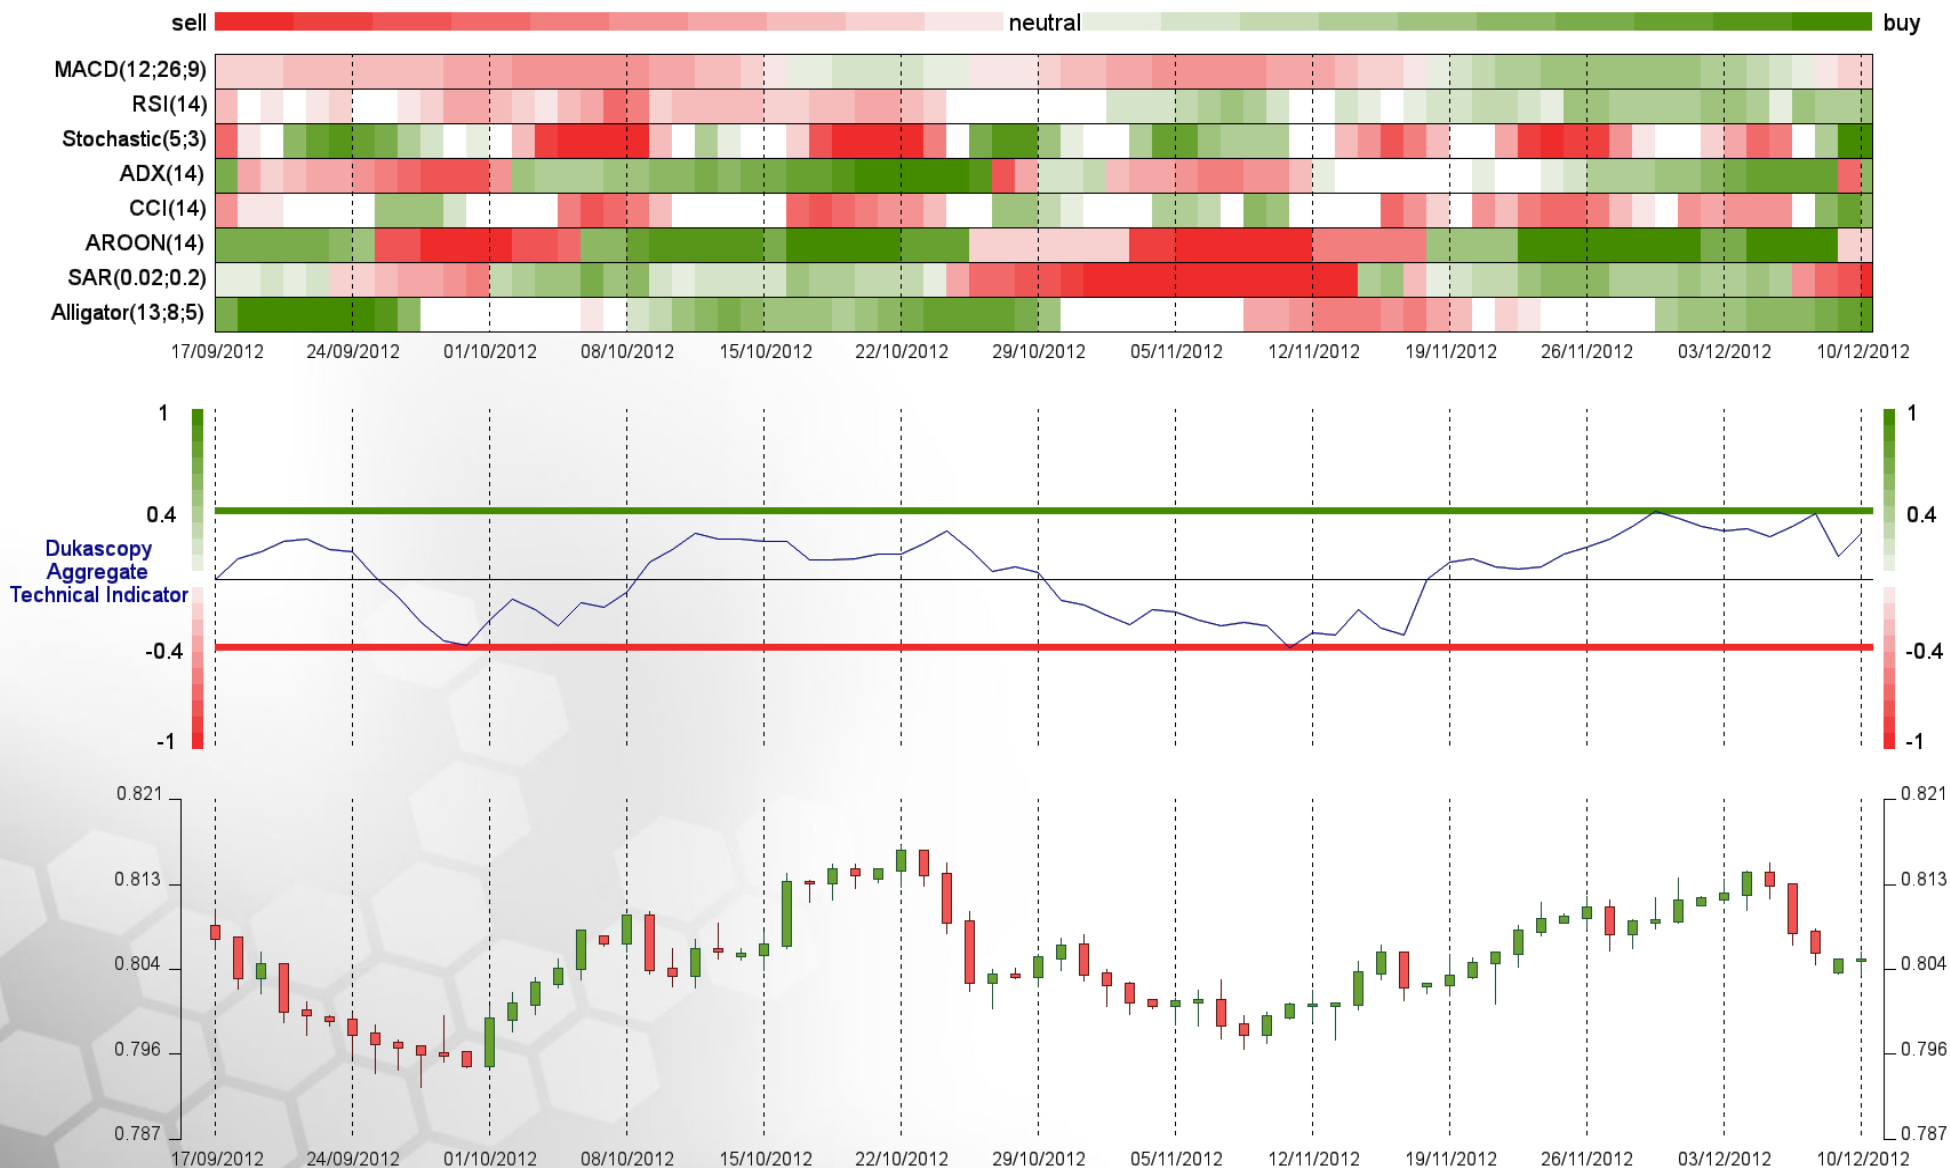 sell neutral buy
MACD(12;26;9)
RSI(14)
Stochastic(5;3)
ADX(14)
CCI(14)
AROON(14)
SAR(0.02;0.2)
Alligator(13;8;5)
17/09/2012 24/09/2012 01/10/2012 08/10/2012 15/10/2012 22/10/2012 29/10/2012 05/11/2012 12/11/2012 19/11/2012 26/11/2012 03/12/2012 10/12/2012
1 1
0.4 0.4
Dukascopy
Aggregate
Technical Indicator
-0.4 -0.4
-1 -1
0.821 0.821
0.813 0.813
0.804 0.804
0.796 0.796
0.787 0.787
17/09/2012 24/09/2012 01/10/2012 08/10/2012 15/10/2012 22/10/2012 29/10/2012 05/11/2012 12/11/2012 19/11/2012 26/11/2012 03/12/2012 10/12/2012